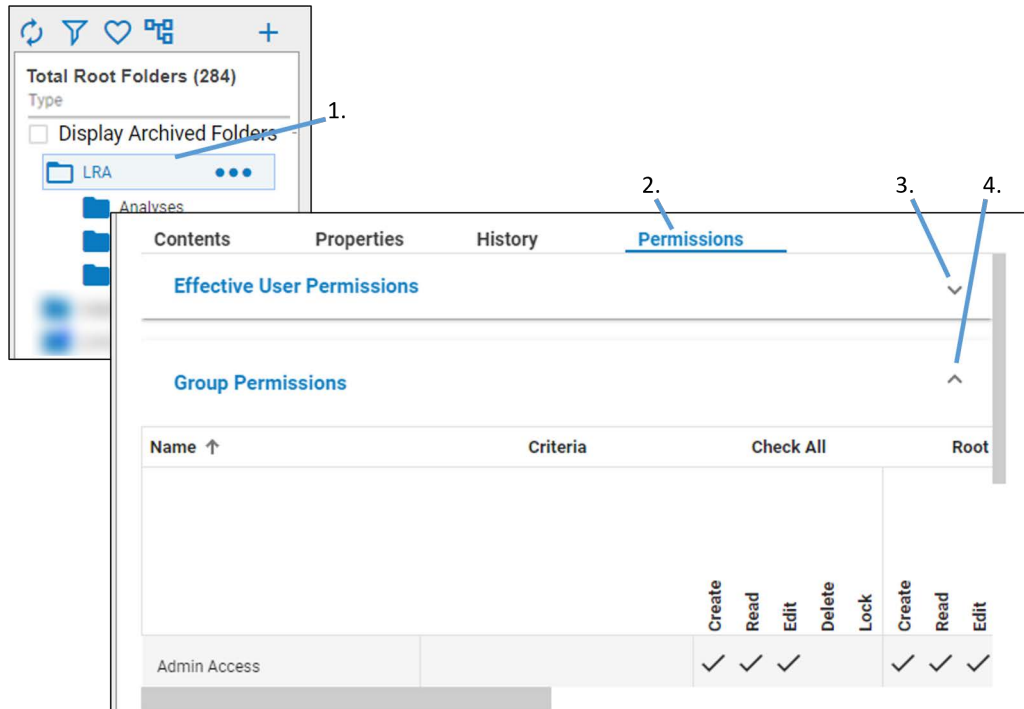 Total Root Folders (284)
Type
Display Archived Folders
1.
LRA
Analyses
2.
3.
4.
Contents Properties History Permissions
Effective User Permissions
Group Permissions
Name Criteria Check All Root
Create Read Edit Delete Lock Create Read Edit
Admin Access